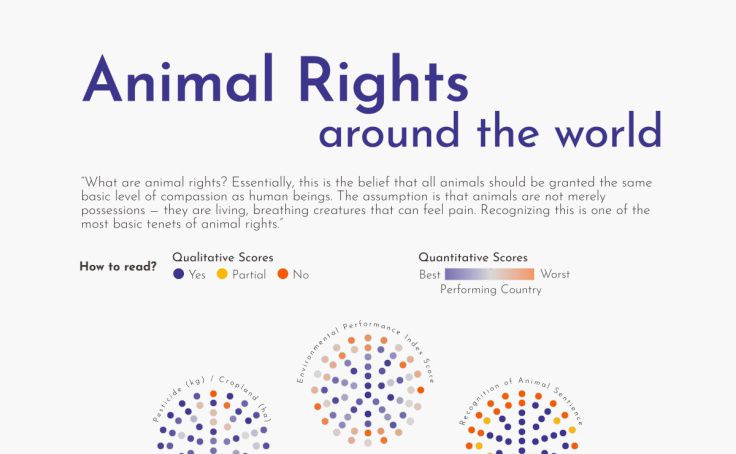 Animal Rights
around the world
“What are animal rights? Essentially, this is the belief that all animals should be granted the same
basic level of compassion as human beings. The assumption is that animals are not merely
possessions — they are living, breathing creatures that can feel pain. Recognizing this is one of the
most basic tenets of animal rights.”
How to read?
Qualitative Scores
Yes
Partial
No
Quantitative Scores
Best
Worst
Performing Country
Environmental Performance Index Score
Pesticide (kg) / Cropland (ha)
Recognition of Animal Sentience